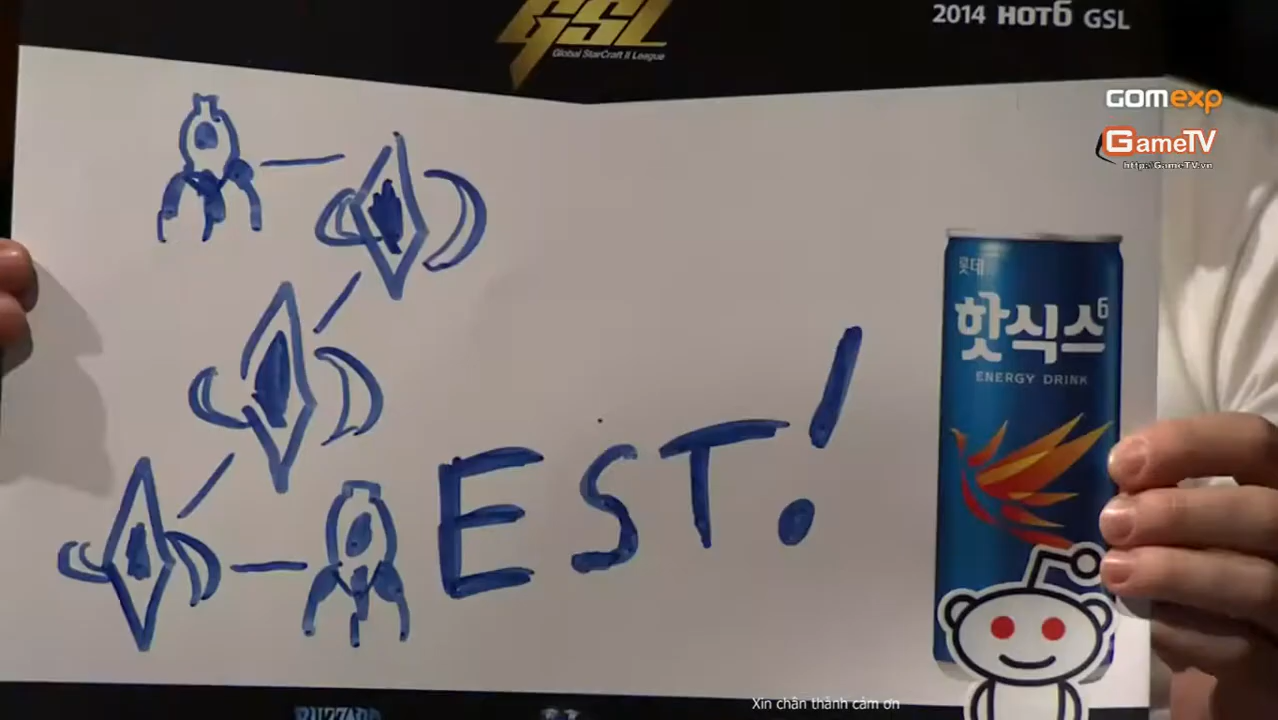 GSL
Global StarCraft II League
2014 HOT6 GSL
GOMexp
GameTV
http:GameTV.vn
롯데
핫식스6
ENERGY DRINK
EST!
Xin chân thành cảm ơn